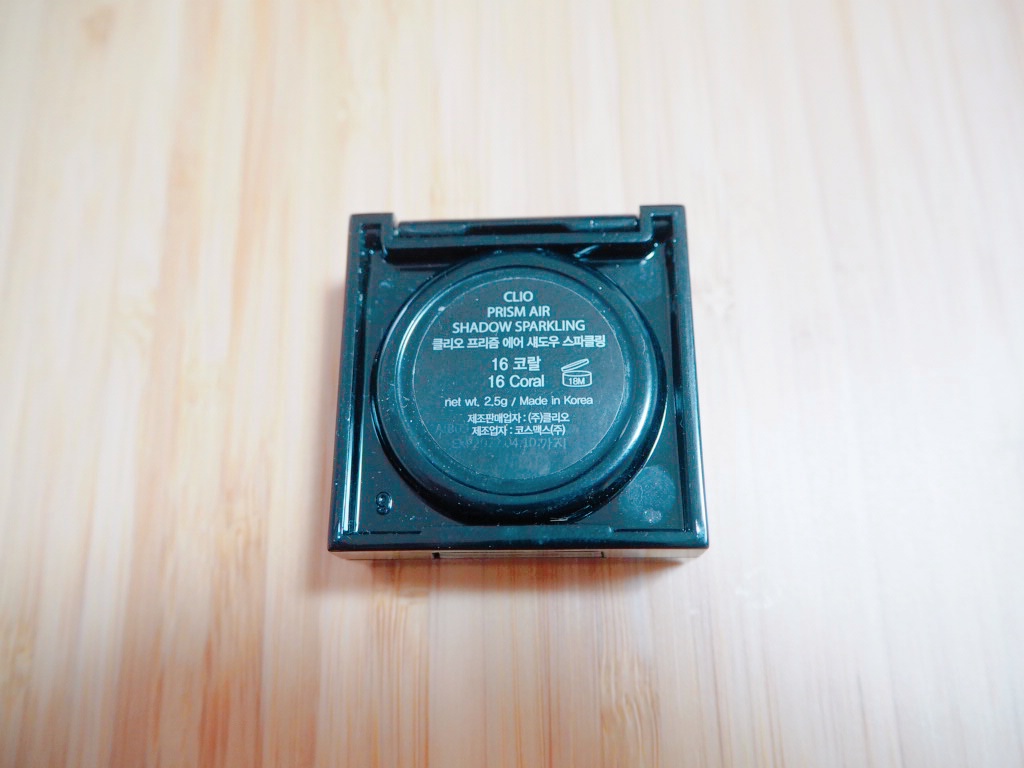 CLIO
PRISM AIR
SHADOW SPARKLING
클리오 프리즘 에어 섀도우 스파클링
16 코랄
16 Coral
18M
net wt. 2.5g / Made in Korea
제조판매업자 : (주)클리오
제조업자 : 코스맥스(주)